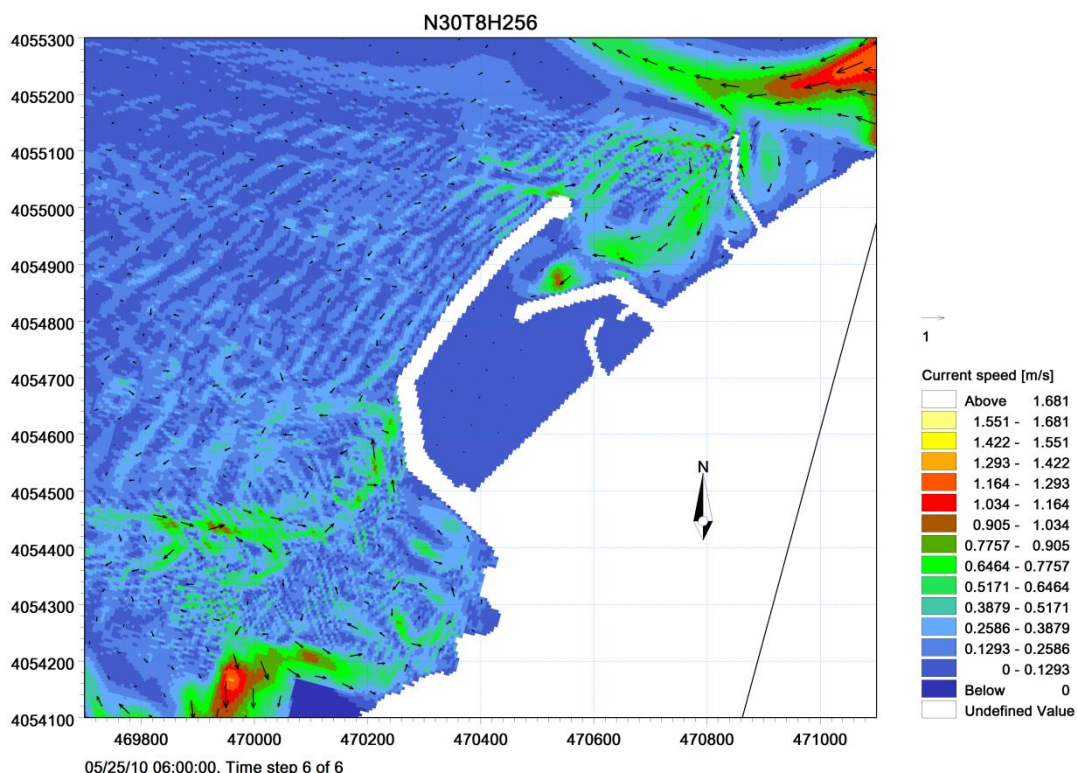 N30T8H256
4055300
4055200
4055100
4055000
4054900
4054800
4054700
4054600
4054500
4054400
4054300
4054200
4054100
469800 470000 470200 470400 470600 470800 471000
N
1
Current speed [m/s]
Above 1.681
1.551 - 1.681
1.422 - 1.551
1.293 - 1.422
1.164 - 1.293
1.034 - 1.164
0.905 - 1.034
0.7757 - 0.905
0.6464 - 0.7757
0.5171 - 0.6464
0.3879 - 0.5171
0.2586 - 0.3879
0.1293 - 0.2586
0 - 0.1293
Below 0
Undefined Value
05/25/10 06:00:00, Time step 6 of 6